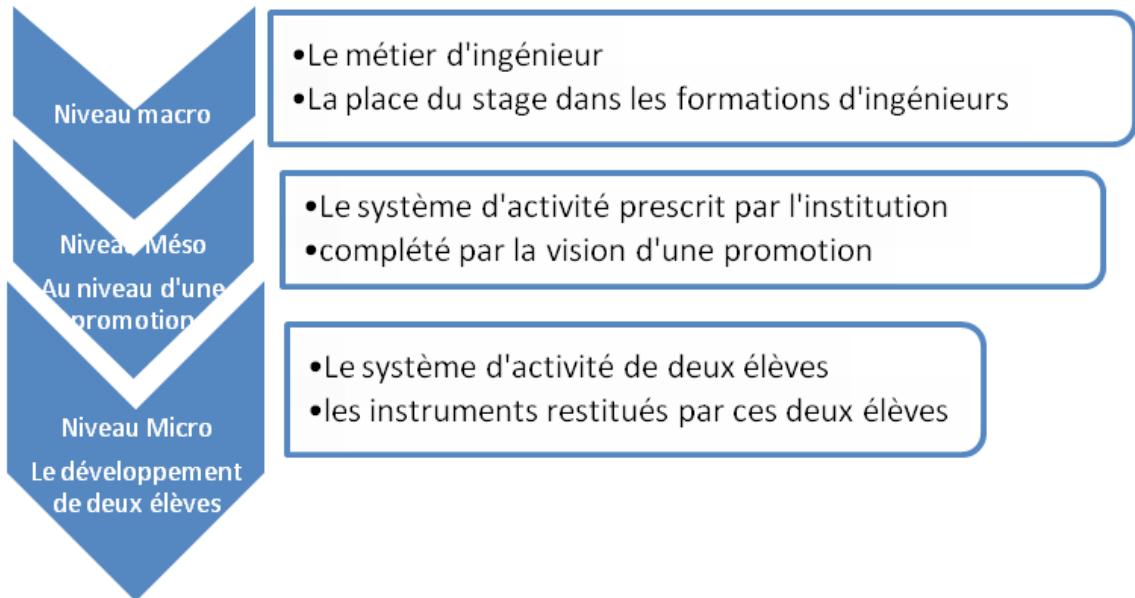 Niveau macro
•Le métier d'ingénieur
•La place du stage dans les formations d'ingénieurs
Niveau Méso
Au niveau d'une
promotion
•Le système d'activité prescrit par l'institution
•complété par la vision d'une promotion
Niveau Micro
Le développement
de deux élèves
•Le système d'activité de deux élèves
•les instruments restitués par ces deux élèves